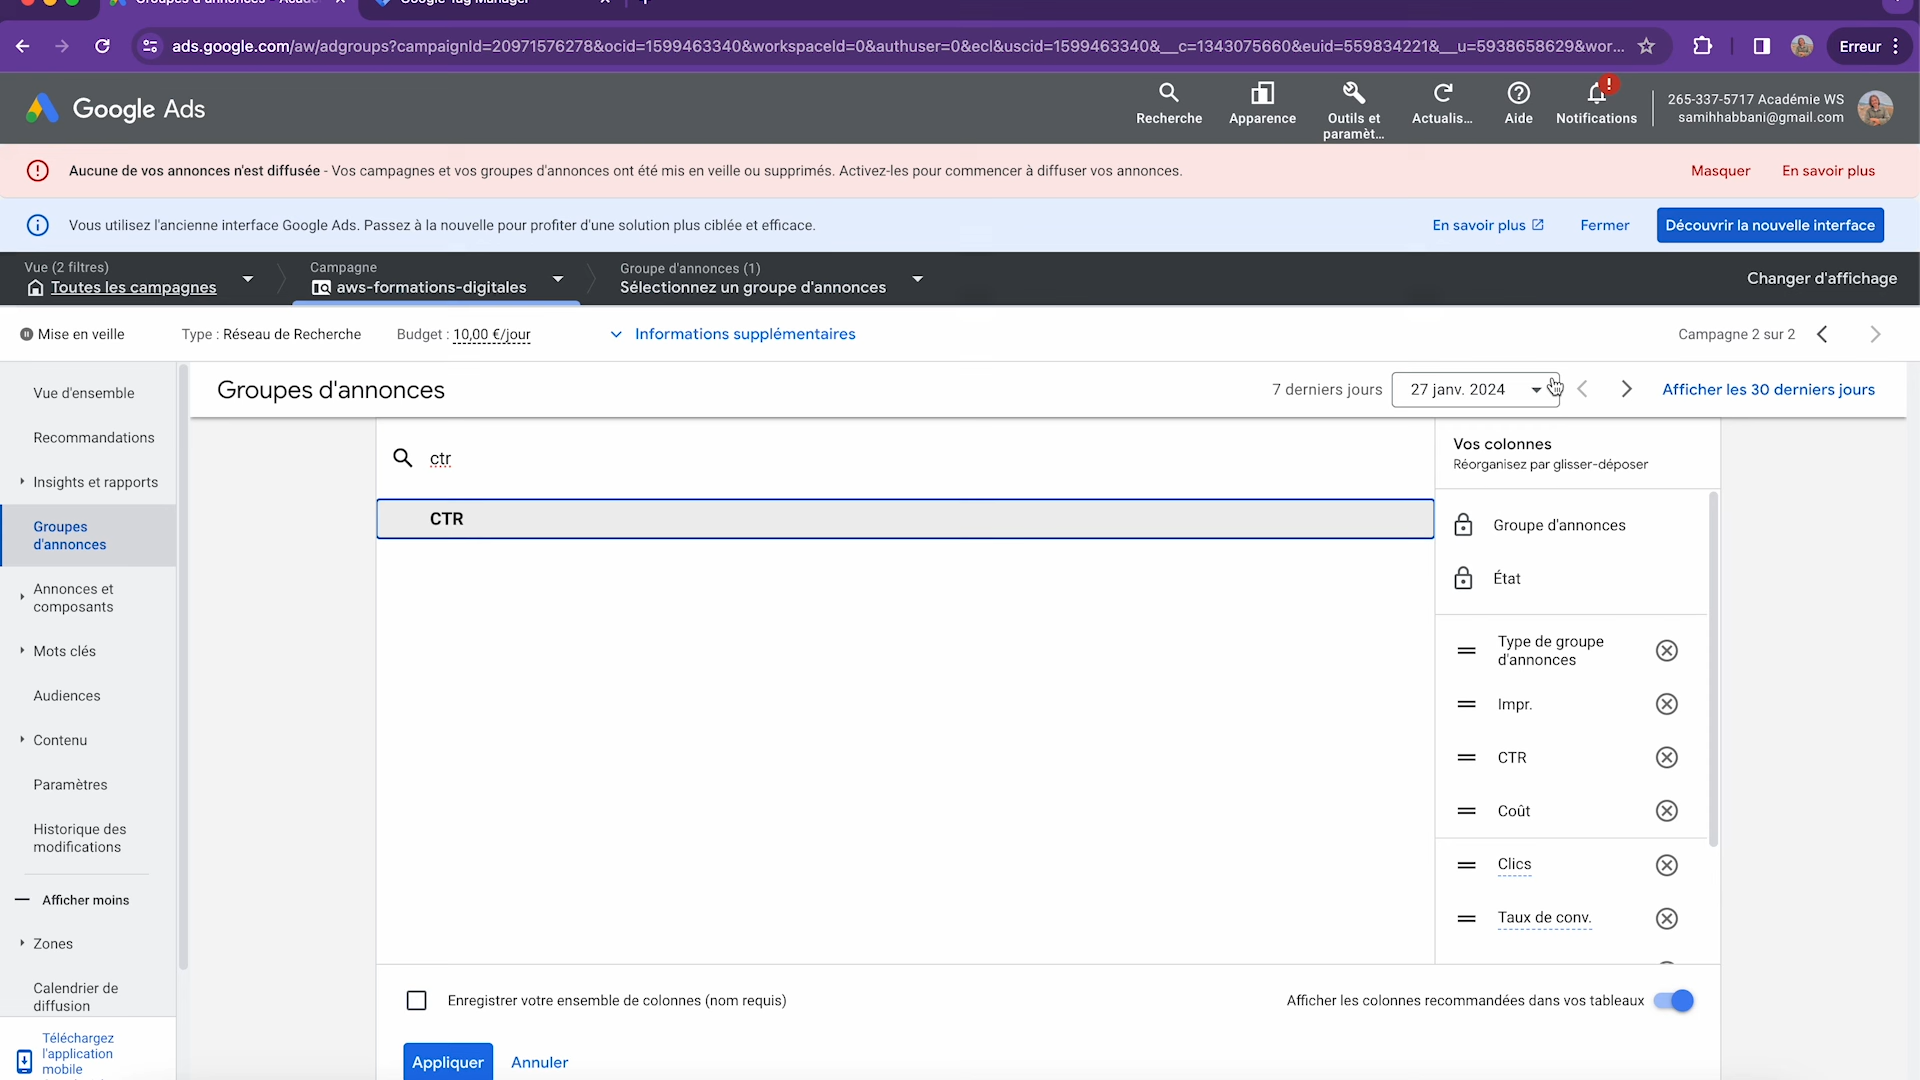 ads.google.com/aw/adgroups?campaignId=20971576278&ocid=1599463340&workspaceId=0&authuser=0&ecl&uscid=1599463340&__c=1343075660&euid=559834221&__u=5938658629&wor...
Erreur
Google Ads
Recherche
Apparence
Outils et
paramèt...
Actualis...
Aide
Notifications
265-337-5717 Académie WS
samihhabbani@gmail.com
Aucune de vos annonces n'est diffusée - Vos campagnes et vos groupes d'annonces ont été mis en veille ou supprimés. Activez-les pour commencer à diffuser vos annonces.
Masquer
En savoir plus
Vous utilisez l'ancienne interface Google Ads. Passez à la nouvelle pour profiter d'une solution plus ciblée et efficace.
En savoir plus
Fermer
Découvrir la nouvelle interface
Vue (2 filtres)
Toutes les campagnes
Campagne
aws-formations-digitales
Groupe d'annonces (1)
Sélectionnez un groupe d'annonces
Changer d'affichage
Mise en veille
Type : Réseau de Recherche
Budget : 10,00 €/jour
Informations supplémentaires
Campagne 2 sur 2
Vue d'ensemble
Recommandations
Insights et rapports
Groupes
d'annonces
Annonces et
composants
Mots clés
Audiences
Contenu
Paramètres
Historique des
modifications
Afficher moins
Zones
Calendrier de
diffusion
Téléchargez
l'application
mobile
Groupes d'annonces
7 derniers jours
27 janv. 2024
Afficher les 30 derniers jours
ctr
CTR
Vos colonnes
Réorganisez par glisser-déposer
Groupe d'annonces
État
Type de groupe
d'annonces
Impr.
CTR
Coût
Clics
Taux de conv.
Enregistrer votre ensemble de colonnes (nom requis)
Afficher les colonnes recommandées dans vos tableaux
Appliquer
Annuler